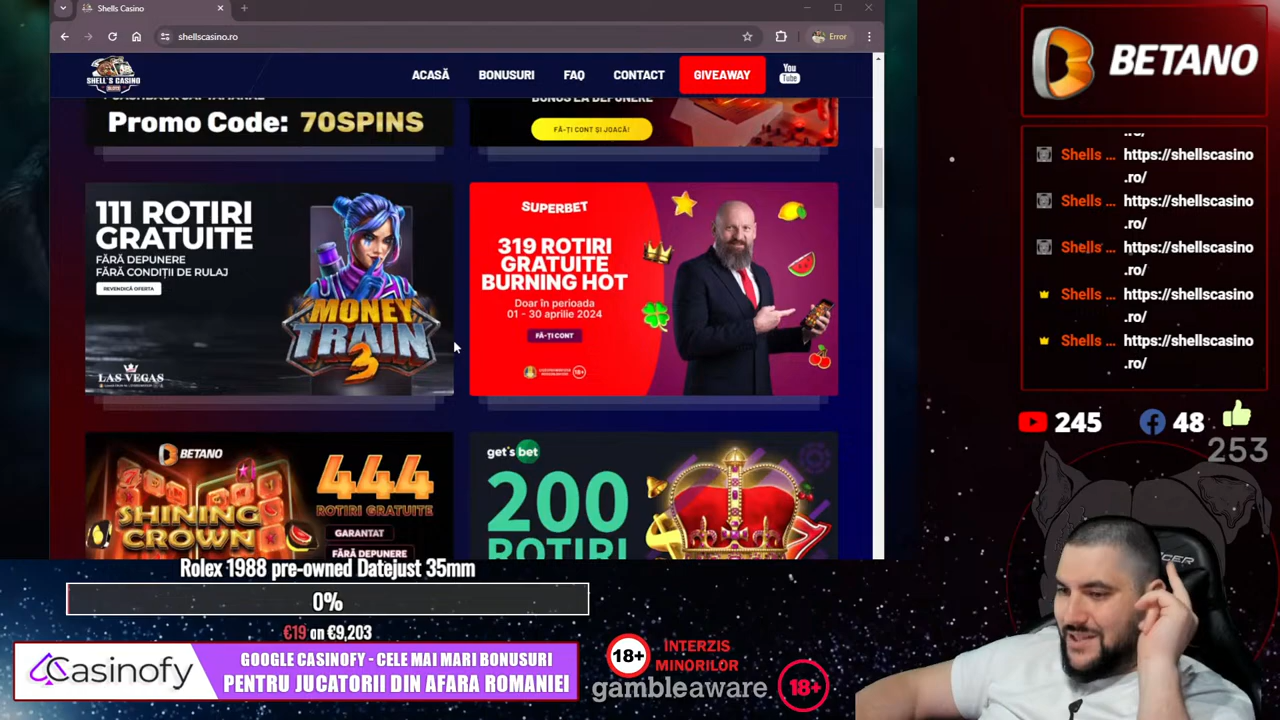 Shells Casino
shellscasino.ro
Error
SHELL'S CASINO
ACASĂ
BONUSURI
FAQ
CONTACT
GIVEAWAY
You
Tube
Promo Code: 70SPINS
BONUS LA DEPUNERE
FĂ-ȚI CONT ȘI JOACĂ!
111 ROTIRI
GRATUITE
FĂRĂ DEPUNERE
FĂRĂ CONDIȚII DE RULAJ
REVENDICĂ OFERTA
MONEY
TRAIN
3
LAS VEGAS
SUPERBET
319 ROTIRI
GRATUITE
BURNING HOT
Doar în perioada
01 - 30 aprilie 2024
FĂ-ȚI CONT
18+
BETANO
SHINING
CROWN
444
ROTIRI GRATUITE
GARANTAT
FĂRĂ DEPUNERE
get's bet
200
ROTIRI
Rolex 1988 pre-owned Datejust 35mm
0%
€19 on €9,203
Casinofy
GOOGLE CASINOFY - CELE MAI MARI BONUSURI
PENTRU JUCATORII DIN AFARA ROMANIEI
18+
INTERZIS
MINORILOR
gambleaware
18+
BETANO
.ro/
Shells ... https://shellscasino
.ro/
Shells ... https://shellscasino
.ro/
Shells ... https://shellscasino
.ro/
Shells ... https://shellscasino
.ro/
Shells ... https://shellscasino
.ro/
245
48
253